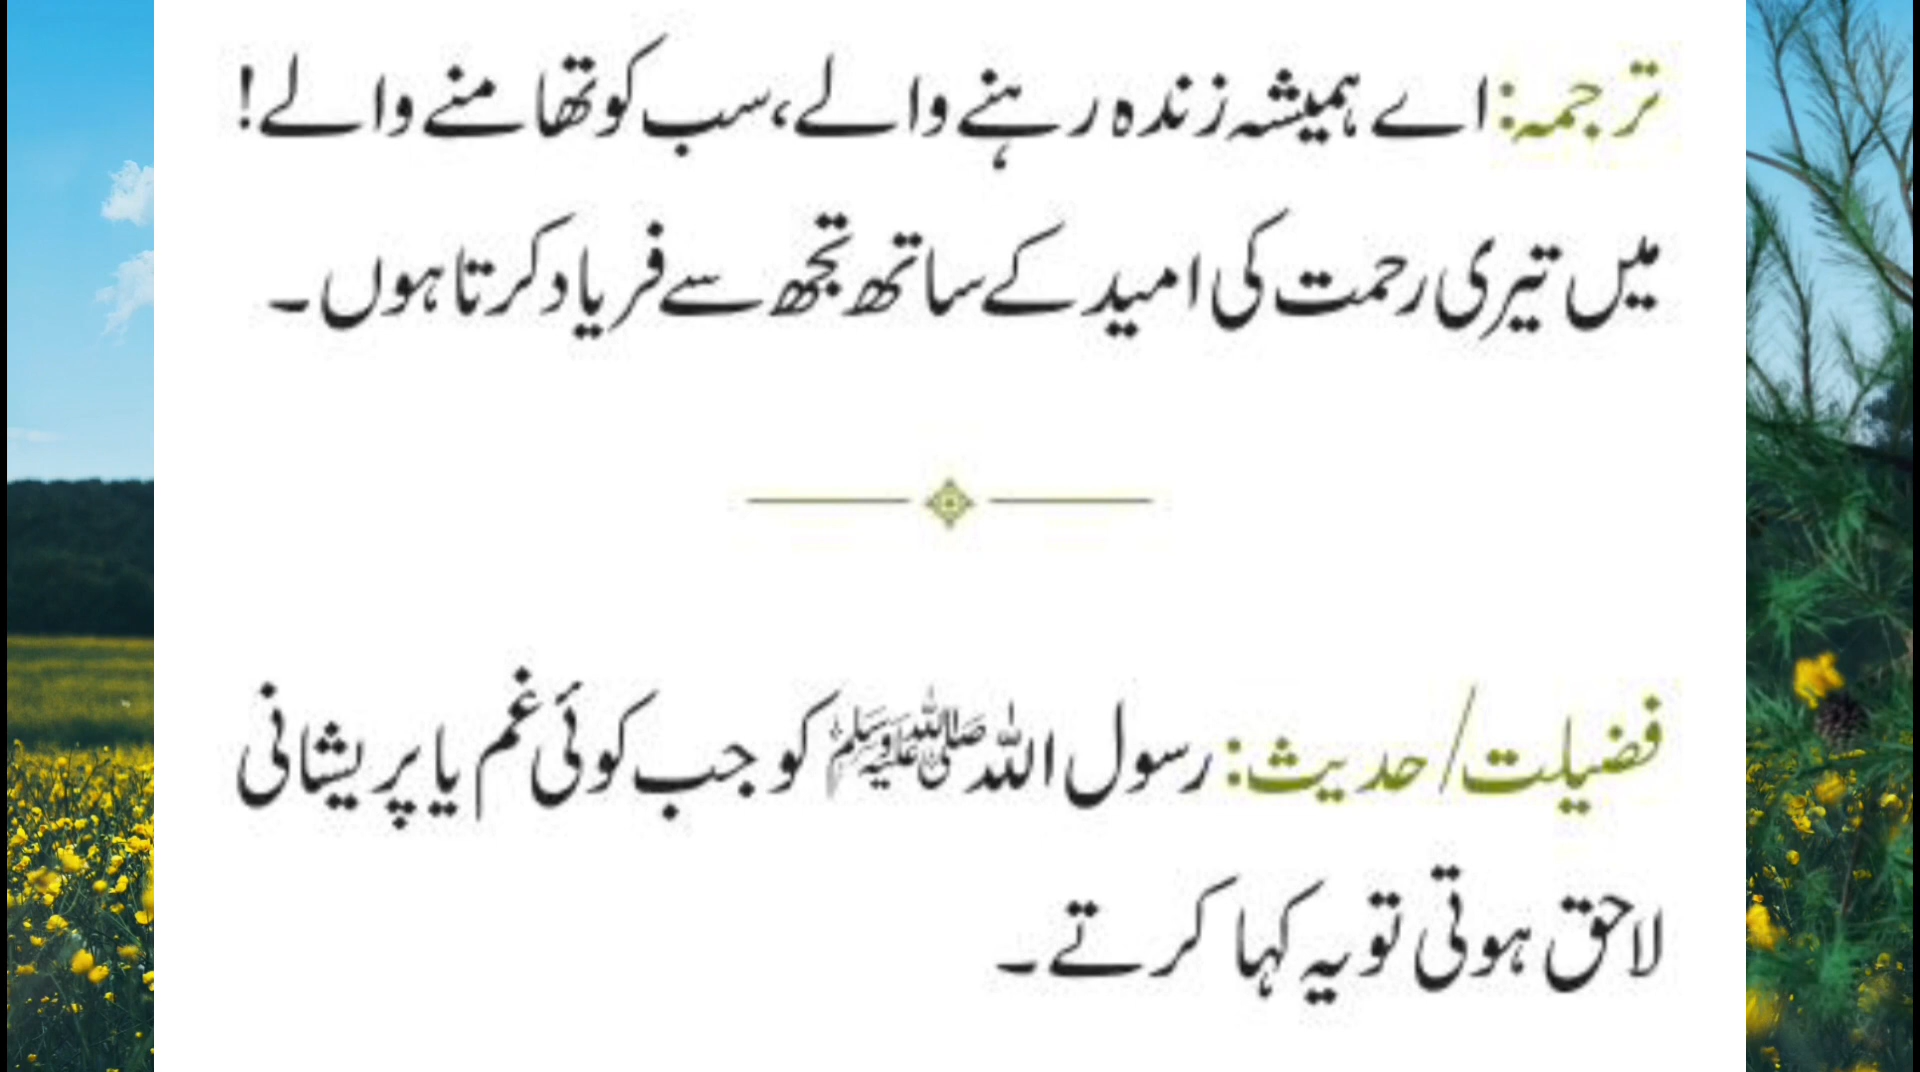 ترجمہ: اے ہمیشہ زندہ رہنے والے، سب کو تھامنے والے!
میں تیری رحمت کی امید کے ساتھ تجھ سے فریاد کرتا ہوں۔
فضیلت/حدیث: رسول اللہ ﷺ کو جب کوئی غم یا پریشانی
لاحق ہوتی تو یہ کہا کرتے۔